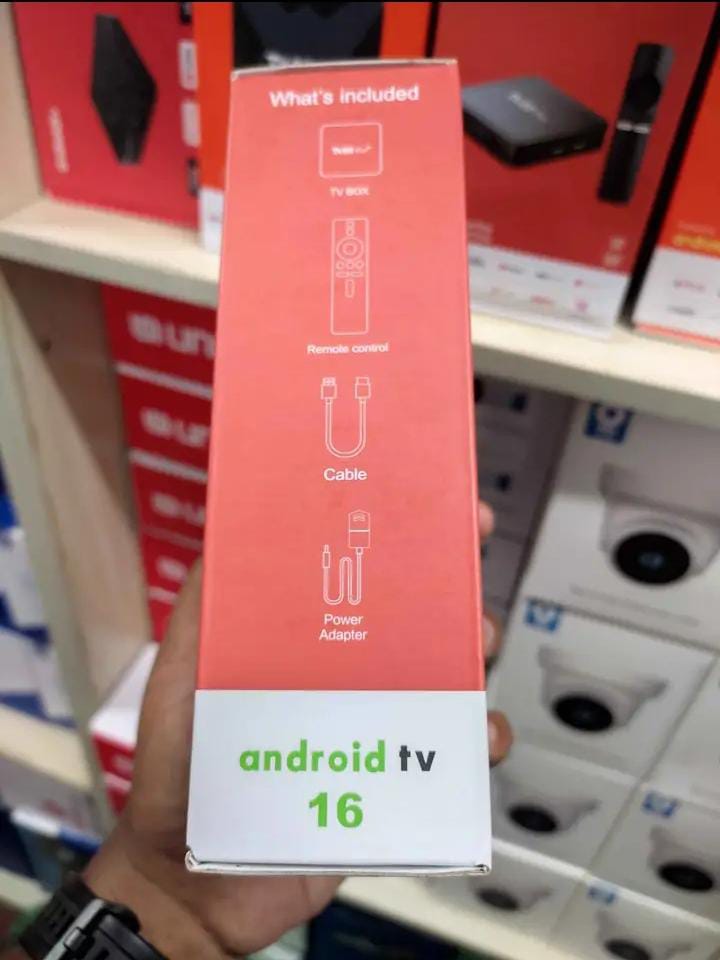 What's included
TV BOX
Remote control
Cable
Power
Adapter
android tv
16